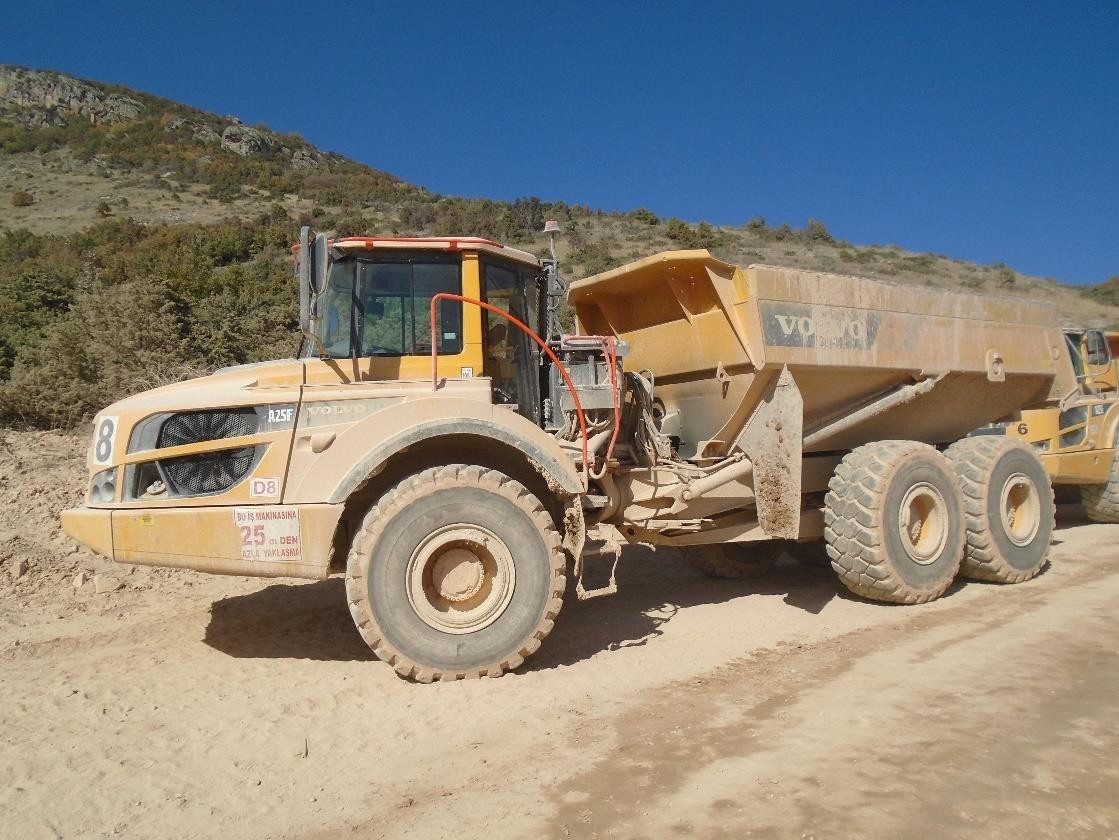 VOLVO
8
A25F
VOLVO
D8
BU İŞ MAKİNASINA
25 m DEN
FAZLA YAKLAŞMA
6